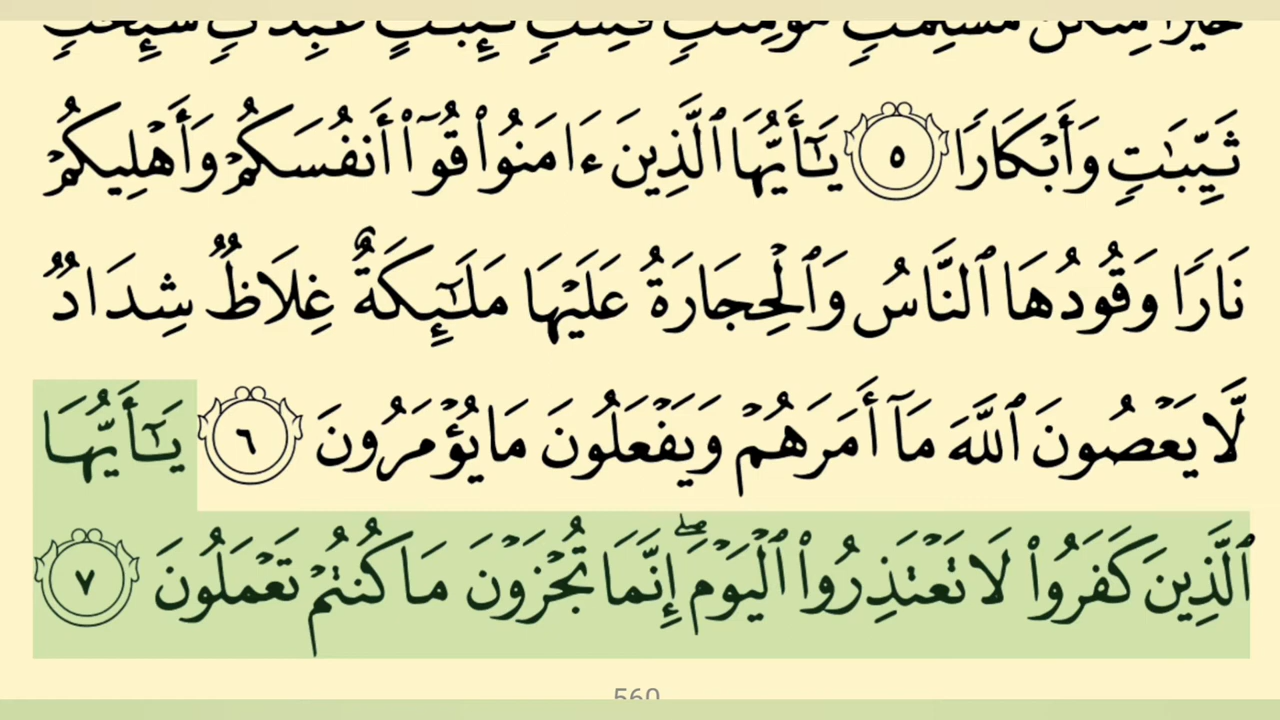 خَيۡرٗا مِّنكُنَّ مُسۡلِمَٰتٖ مُّؤۡمِنَٰتٖ قَٰنِتَٰتٖ تَٰٓئِبَٰتٍ عَٰبِدَٰتٖ سَٰٓئِحَٰتٖ
ثَيِّبَٰتٖ وَأَبۡكَارٗا ٥ يَٰٓأَيُّهَا ٱلَّذِينَ ءَامَنُواْ قُوٓاْ أَنفُسَكُمۡ وَأَهۡلِيكُمۡ
نَارٗا وَقُودُهَا ٱلنَّاسُ وَٱلۡحِجَارَةُ عَلَيۡهَا مَلَٰٓئِكَةٌ غِلَاظٞ شِدَادٞ
لَّا يَعۡصُونَ ٱللَّهَ مَآ أَمَرَهُمۡ وَيَفۡعَلُونَ مَا يُؤۡمَرُونَ ٦ يَٰٓأَيُّهَا
ٱلَّذِينَ كَفَرُواْ لَا تَعۡتَذِرُواْ ٱلۡيَوۡمَۖ إِنَّمَا تُجۡزَوۡنَ مَا كُنتُمۡ تَعۡمَلُونَ ٧
560